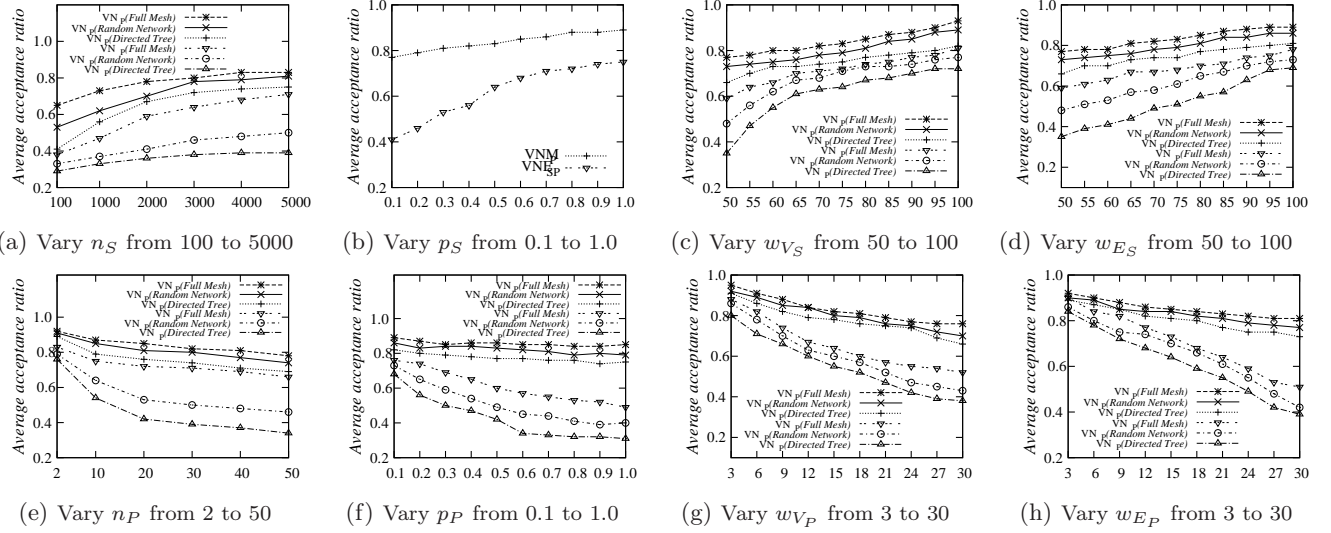 Average acceptance ratio
1.0
0.8
0.6
0.4
0.2
VN p(Full Mesh)
VN p(Random Network)
VN p(Directed Tree)
VN p(Full Mesh)
VN p(Random Network)
VN p(Directed Tree)
100 1000 2000 3000 4000 5000
(a) Vary nS from 100 to 5000
Average acceptance ratio
1.0
0.8
0.6
0.4
0.2
VNM P
VNE SP
0.1 0.2 0.3 0.4 0.5 0.6 0.7 0.8 0.9 1.0
(b) Vary pS from 0.1 to 1.0
Average acceptance ratio
1.0
0.8
0.6
0.4
0.2
VN p(Full Mesh)
VN p(Random Network)
VN p(Directed Tree)
VN p(Full Mesh)
VN p(Random Network)
VN p(Directed Tree)
50 55 60 65 70 75 80 85 90 95 100
(c) Vary wVS from 50 to 100
Average acceptance ratio
1.0
0.8
0.6
0.4
0.2
VN p(Full Mesh)
VN p(Random Network)
VN p(Directed Tree)
VN p(Full Mesh)
VN p(Random Network)
VN p(Directed Tree)
50 55 60 65 70 75 80 85 90 95 100
(d) Vary wES from 50 to 100
Average acceptance ratio
1.0
0.8
0.6
0.4
0.2
VN p(Full Mesh)
VN p(Random Network)
VN p(Directed Tree)
VN p(Full Mesh)
VN p(Random Network)
VN p(Directed Tree)
2 10 20 30 40 50
(e) Vary nP from 2 to 50
Average acceptance ratio
1.0
0.8
0.6
0.4
0.2
VN p(Full Mesh)
VN p(Random Network)
VN p(Directed Tree)
VN p(Full Mesh)
VN p(Random Network)
VN p(Directed Tree)
0.1 0.2 0.3 0.4 0.5 0.6 0.7 0.8 0.9 1.0
(f) Vary pP from 0.1 to 1.0
Average acceptance ratio
1.0
0.8
0.6
0.4
0.2
VN p(Full Mesh)
VN p(Random Network)
VN p(Directed Tree)
VN p(Full Mesh)
VN p(Random Network)
VN p(Directed Tree)
3 6 9 12 15 18 21 24 27 30
(g) Vary wVP from 3 to 30
Average acceptance ratio
1.0
0.8
0.6
0.4
0.2
VN p(Full Mesh)
VN p(Random Network)
VN p(Directed Tree)
VN p(Full Mesh)
VN p(Random Network)
VN p(Directed Tree)
3 6 9 12 15 18 21 24 27 30
(h) Vary wEP from 3 to 30